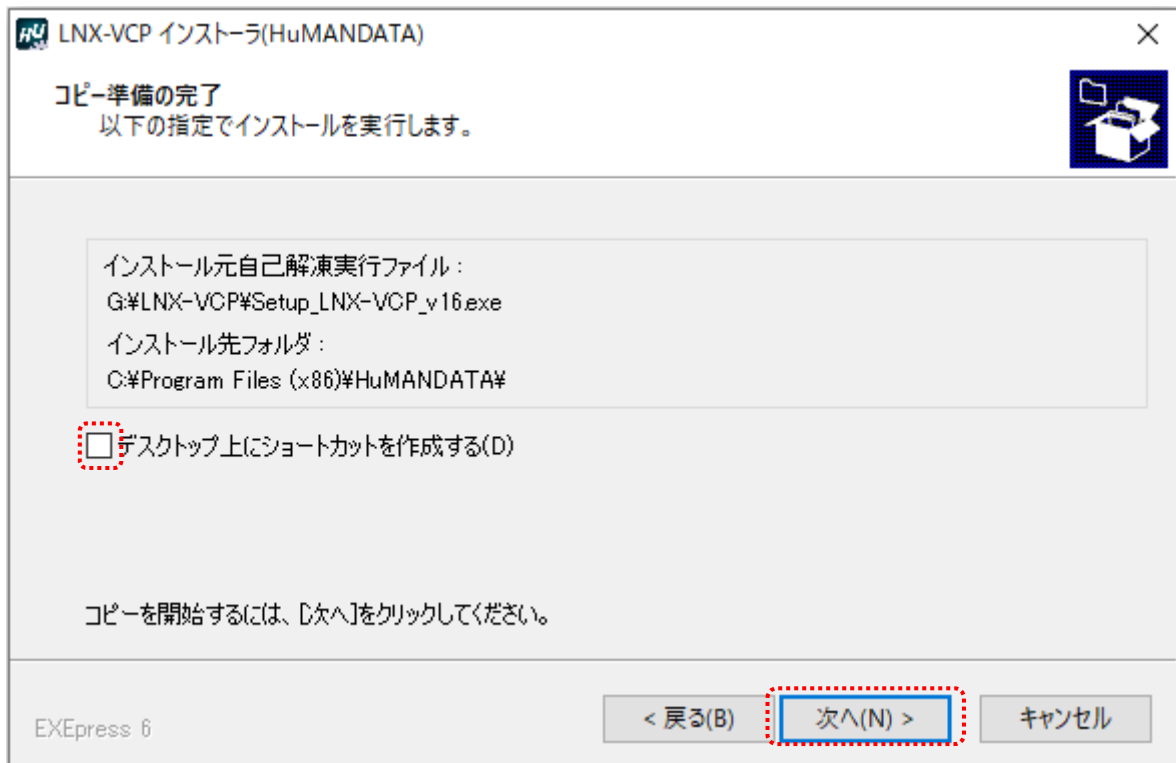 HU LNX-VCP インストーラ(HuMANDATA)
コピー準備の完了
以下の指定でインストールを実行します。
インストール元自己解凍実行ファイル：
G:¥LNX-VCP¥Setup_LNX-VCP_v16.exe
インストール先フォルダ：
C:¥Program Files (x86)¥HuMANDATA¥
デスクトップ上にショートカットを作成する(D)
コピーを開始するには、[次へ]をクリックしてください。
EXEpress 6
< 戻る(B)
次へ(N) >
キャンセル